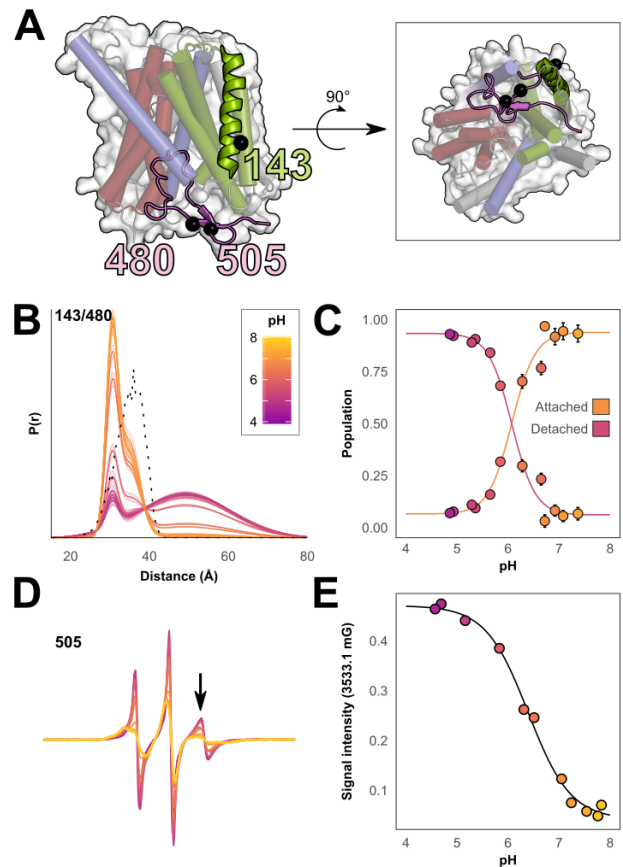 A
90°
143
480 505
B
143/480
pH
8
6
4
P(r)
20 40 60 80
Distance (Å)
C
1.00
0.75
0.50
0.25
0.00
Population
Attached
Detached
4 5 6 7 8
pH
D
505
E
0.4
0.3
0.2
0.1
Signal intensity (3533.1 mG)
4 5 6 7 8
pH